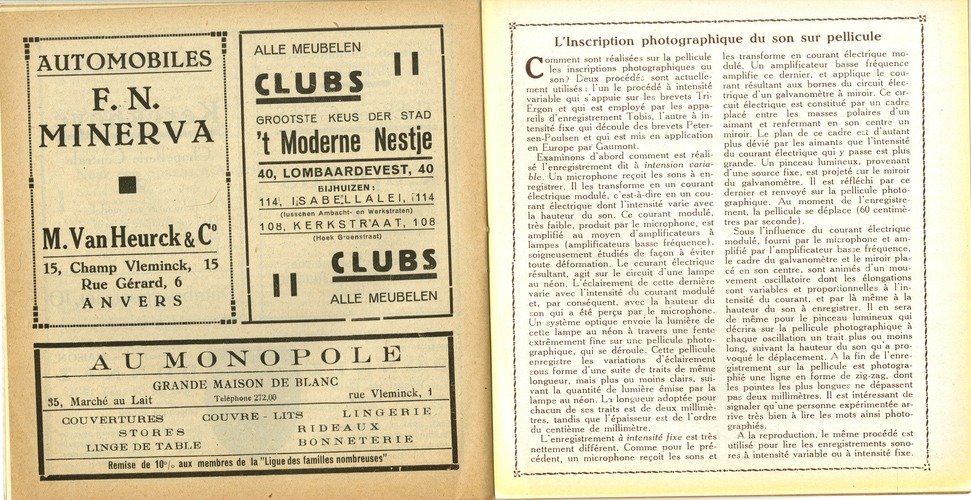 AUTOMOBILES
F. N.
MINERVA
M. Van Heurck & Cº
15, Champ Vleminck, 15
Rue Gérard, 6
ANVERS
ALLE MEUBELEN
CLUBS
GROOTSTE KEUS DER STAD
't Moderne Nestje
40, LOMBAARDEVEST, 40
BIJHUIZEN :
114, ISABELLALEI, 114
(tusschen Ambacht- en Werkstraten)
108, KERKSTRAAT, 108
(Hoek Groenstraat)
CLUBS
ALLE MEUBELEN
AU MONOPOLE
GRANDE MAISON DE BLANC
35, Marché au Lait Téléphone 272,00 rue Vleminck, 1
COUVERTURES COUVRE-LITS LINGERIE
STORES RIDEAUX
LINGE DE TABLE BONNETERIE
Remise de 10% aux membres de la "Ligue des familles nombreuses"
L'Inscription photographique du son sur pellicule
Comment sont réalisées sur la pellicule
les inscriptions photographiques ou
son? Deux procédés sont actuelle-
ment utilisés : l'un le procédé à intensité
variable qui s'appuie sur les brevets Tri-
Ergon et qui est employé par les appa-
reils d'enregistrement Tobis, l'autre à in-
tensité fixe qui découle des brevets Peter-
sen-Poulsen et qui est mis en application
en Europe par Gaumont.
Examinons d'abord comment est réali-
sé l'enregistrement dit à intension varia-
ble. Un microphone reçoit les sons à en-
registrer. Il les transforme en un courant
électrique modulé, c'est-à-dire en un cou-
rant électrique dont l'intensité varie avec
la hauteur du son. Ce courant modulé,
très faible, produit par le microphone, est
amplifié au moyen d'amplificateurs à
lampes (amplificateurs basse fréquence),
soigneusement étudiés de façon à éviter
toute déformation. Le courant électrique
résultant, agit sur le circuit d'une lampe
au néon. L'éclairement de cette dernière
varie avec l'intensité du courant modulé
et, par conséquent, avec la hauteur du
son qui a été perçu par le microphone.
Un système optique envoie la lumière de
cette lampe au néon à travers une fente
extrêmement fine sur une pellicule photo-
graphique, qui se déroule. Cette pellicule
enregistre les variations d'éclairement
sous forme d'une suite de traits de même
longueur, mais plus ou moins clairs, sui-
vant la quantité de lumière émise par la
lampe au néon. La longueur adoptée pour
chacun de ses traits est de deux millimè-
tres, tandis que l'épaisseur est de l'ordre
du centième de millimètre.
L'enregistrement à intensité fixe est très
nettement différent. Comme pour le pré-
cédent, un microphone reçoit les sons et
les transforme en courant électrique mo-
dulé. Un amplificateur basse fréquence
amplifie ce dernier, et applique le cou-
rant résultant aux bornes du circuit élec-
trique d'un galvanomètre à miroir. Ce cir-
cuit électrique est constitué par un cadre
placé entre les masses polaires d'un
aimant et renfermant en son centre un
miroir. Le plan de ce cadre est d'autant
plus dévié par les aimants que l'intensité
du courant électrique qui y passe est plus
grande. Un pinceau lumineux, provenant
d'une source fixe, est projeté sur le miroir
du galvanomètre. Il est réfléchi par ce
dernier et renvoyé sur la pellicule photo-
graphique. Au moment de l'enregistre-
ment, la pellicule se déplace (60 centimè-
tres par seconde).
Sous l'influence du courant électrique
modulé, fourni par le microphone et am-
plifié par l'amplificateur basse fréquence,
le cadre du galvanomètre et le miroir pla-
cé en son centre, sont animés d'un mou-
vement oscillatoire dont les élongations
sont variables et proportionnelles à l'in-
tensité du courant, et par là même à la
hauteur du son à enregistrer. Il en sera
de même pour le pinceau lumineux qui
décrira sur la pellicule photographique à
chaque oscillation un trait plus ou moins
long, suivant la hauteur du son qui a pro-
voqué le déplacement. A la fin de l'enre-
gistrement sur la pellicule est photogra-
phié une ligne en forme de zig-zag, dont
les pointes les plus longues ne dépassent
pas deux millimètres. Il est intéressant de
signaler qu'une personne expérimentée ar-
rive très bien à lire les mots ainsi photo-
graphiés.
A la reproduction, le même procédé est
utilisé pour lire les enregistrements sono-
res à intensité variable ou à intensité fixe.